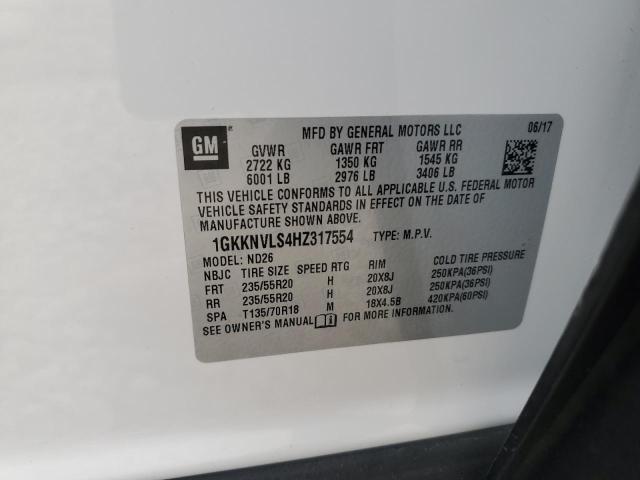 GM
MFD BY GENERAL MOTORS LLC 06/17
GVWR GAWR FRT GAWR RR
2722 KG 1350 KG 1545 KG
6001 LB 2976 LB 3406 LB
THIS VEHICLE CONFORMS TO ALL APPLICABLE U.S. FEDERAL MOTOR
VEHICLE SAFETY STANDARDS IN EFFECT ON THE DATE OF
MANUFACTURE SHOWN ABOVE.
1GKKNVLS4HZ317554 TYPE: M.P.V.
MODEL: ND26
NBJC TIRE SIZE SPEED RTG RIM COLD TIRE PRESSURE
FRT 235/55R20 H 20X8J 250KPA(36PSI)
RR 235/55R20 H 20X8J 250KPA(36PSI)
SPA T135/70R18 M 18X4.5B 420KPA(60PSI)
SEE OWNER'S MANUAL i FOR MORE INFORMATION.